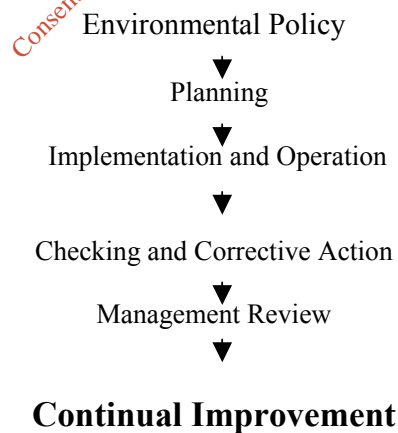 Environmental Policy
Planning
Implementation and Operation
Checking and Corrective Action
Management Review
Continual Improvement